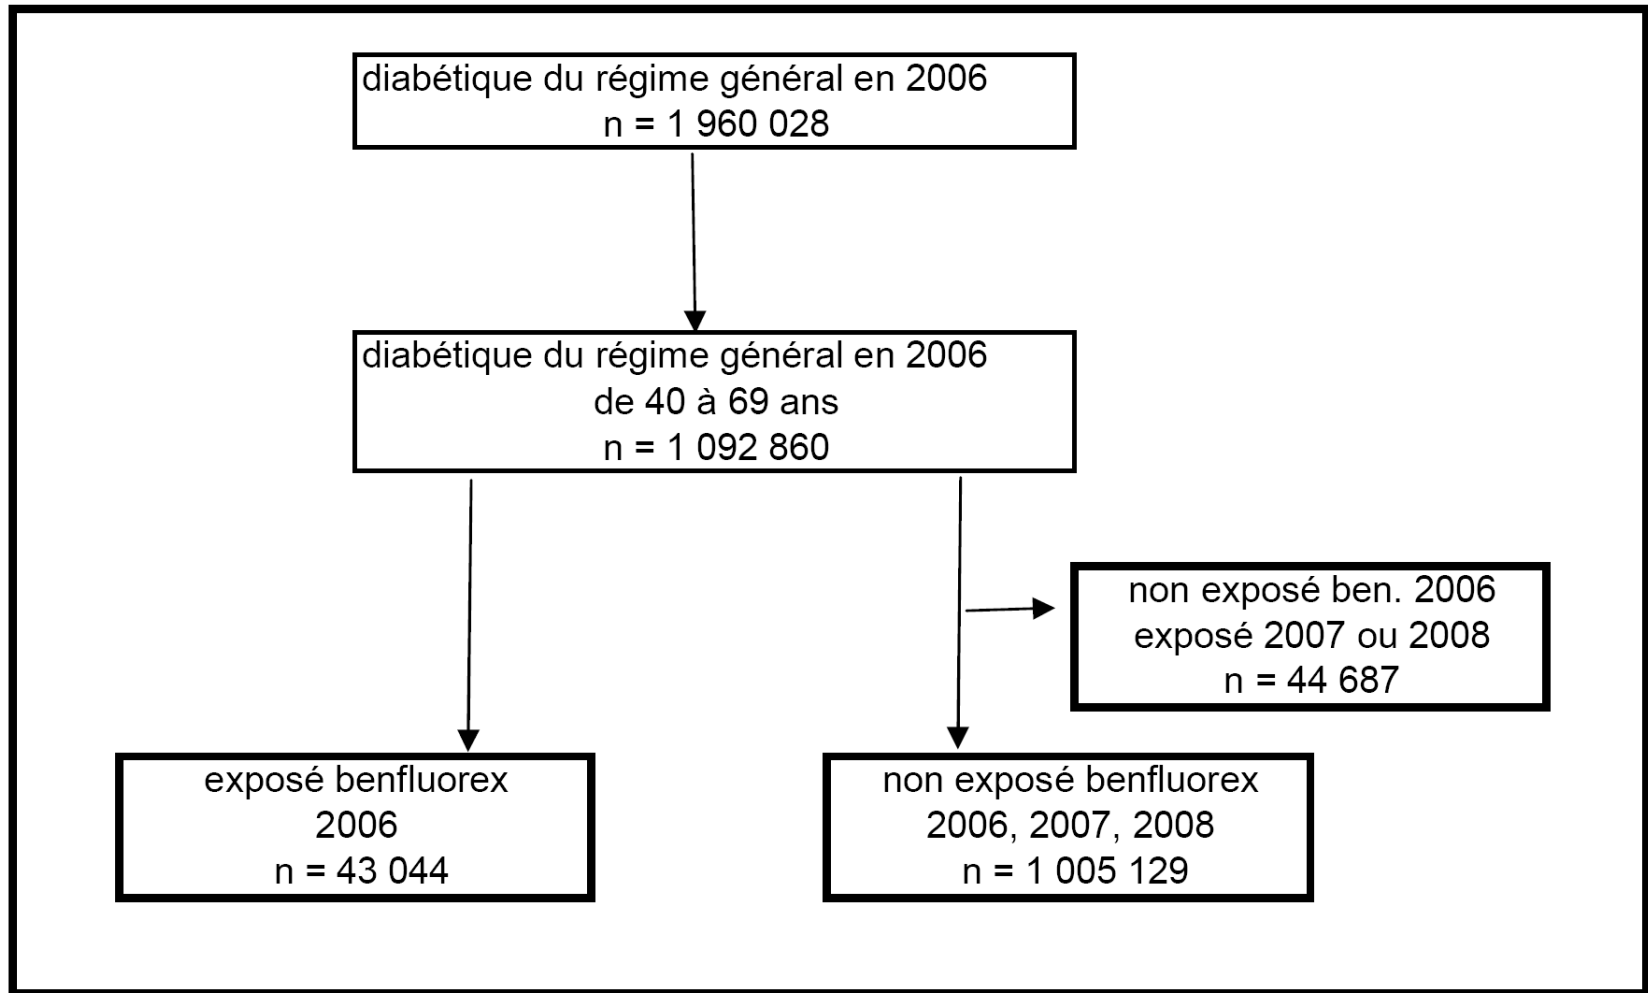 diabétique du régime général en 2006
n = 1 960 028
diabétique du régime général en 2006
de 40 à 69 ans
n = 1 092 860
non exposé ben. 2006
exposé 2007 ou 2008
n = 44 687
exposé benfluorex
2006
n = 43 044
non exposé benfluorex
2006, 2007, 2008
n = 1 005 129